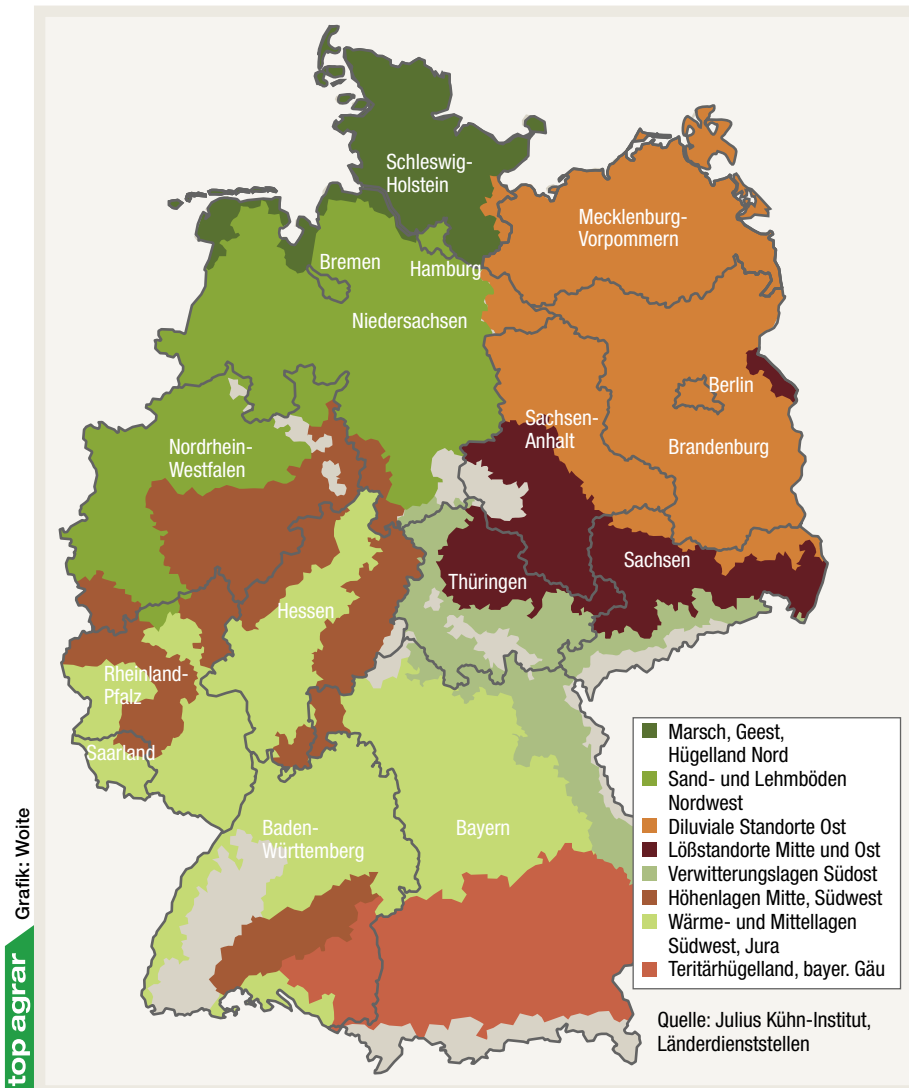 Schleswig-
Holstein
Mecklenburg-
Vorpommern
Bremen
Hamburg
Niedersachsen
Berlin
Sachsen-
Anhalt
Brandenburg
Nordrhein-
Westfalen
Sachsen
Thüringen
Hessen
Rheinland-
Pfalz
Saarland
Baden-
Württemberg
Bayern
Marsch, Geest,
Hügelland Nord
Sand- und Lehmböden
Nordwest
Diluviale Standorte Ost
Lößstandorte Mitte und Ost
Verwitterungslagen Südost
Höhenlagen Mitte, Südwest
Wärme- und Mittellagen
Südwest, Jura
Teritärhügelland, bayer. Gäu
Quelle: Julius Kühn-Institut,
Länderdienststellen
Grafik: Woite
top agrar